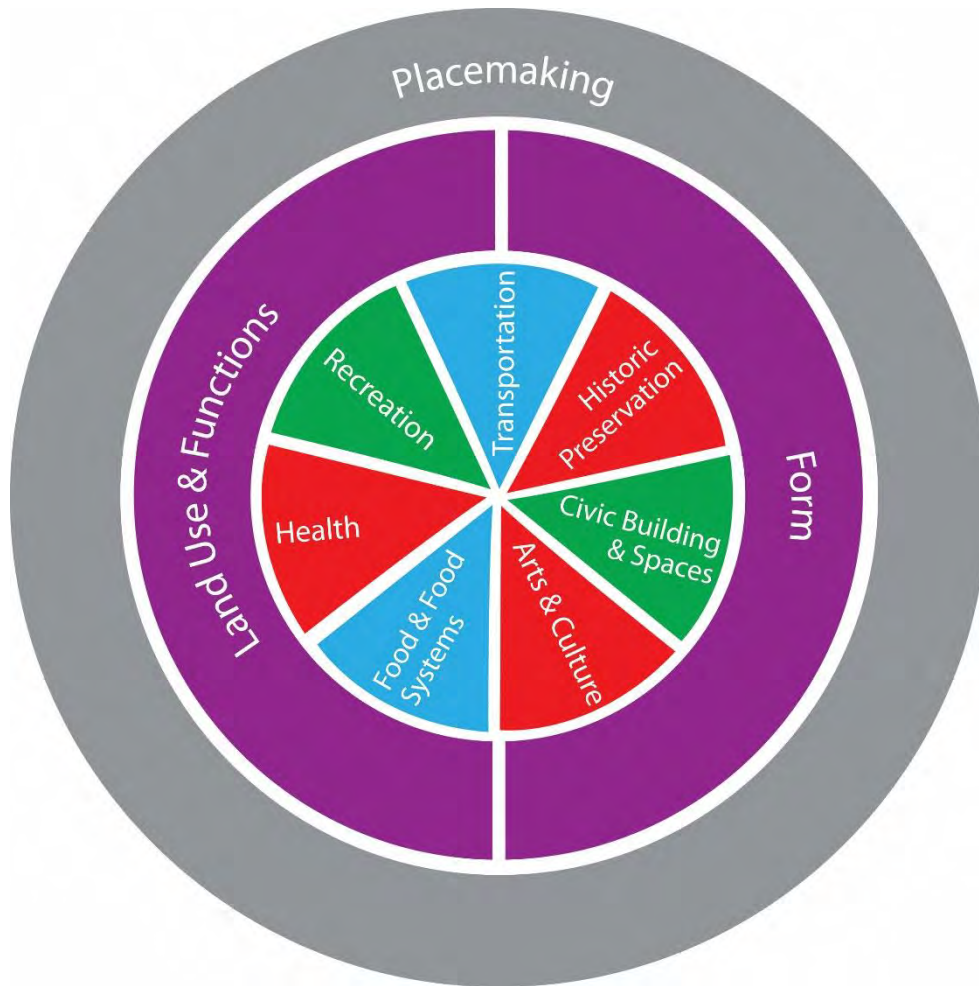 Placemaking
Land Use & Functions
Form
Transportation
Historic
Preservation
Civic Building
& Spaces
Arts & Culture
Food & Food
Systems
Health
Recreation